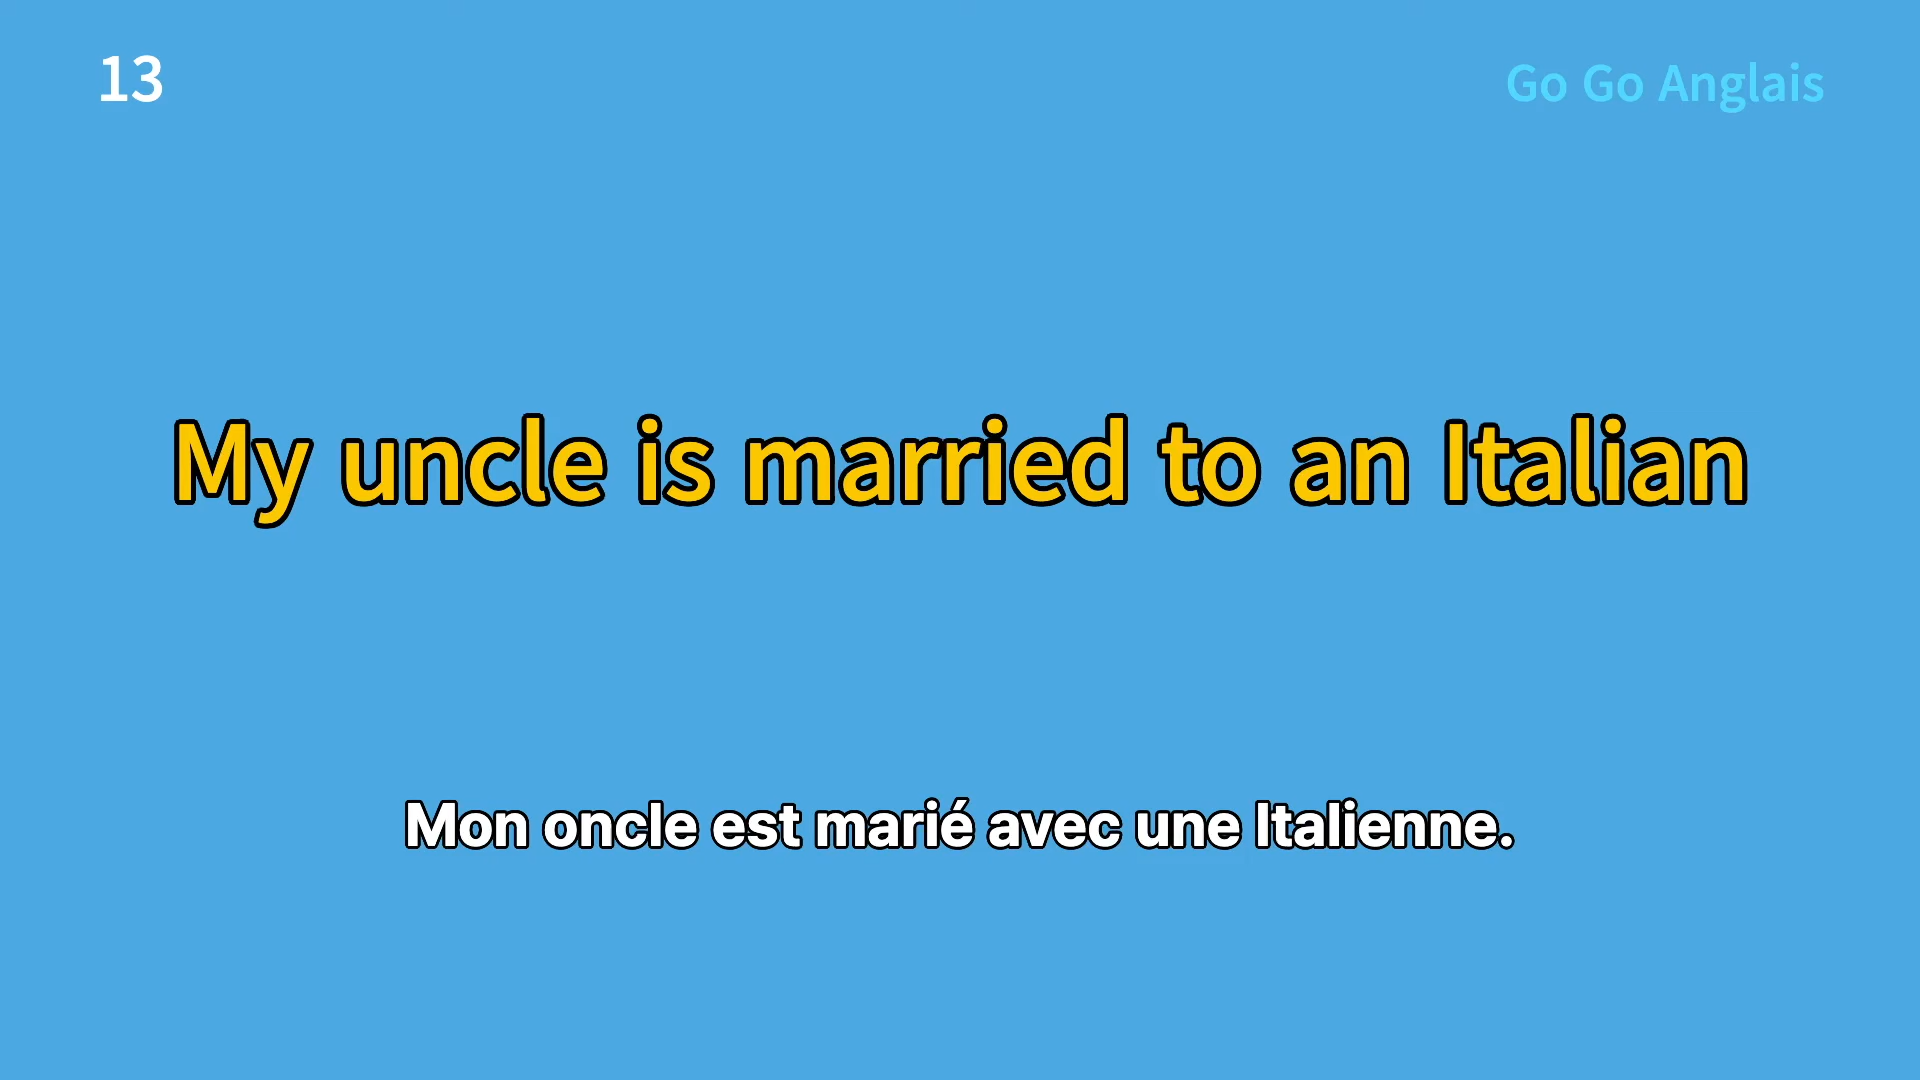 13
Go Go Anglais
My uncle is married to an Italian
Mon oncle est marié avec une Italienne.